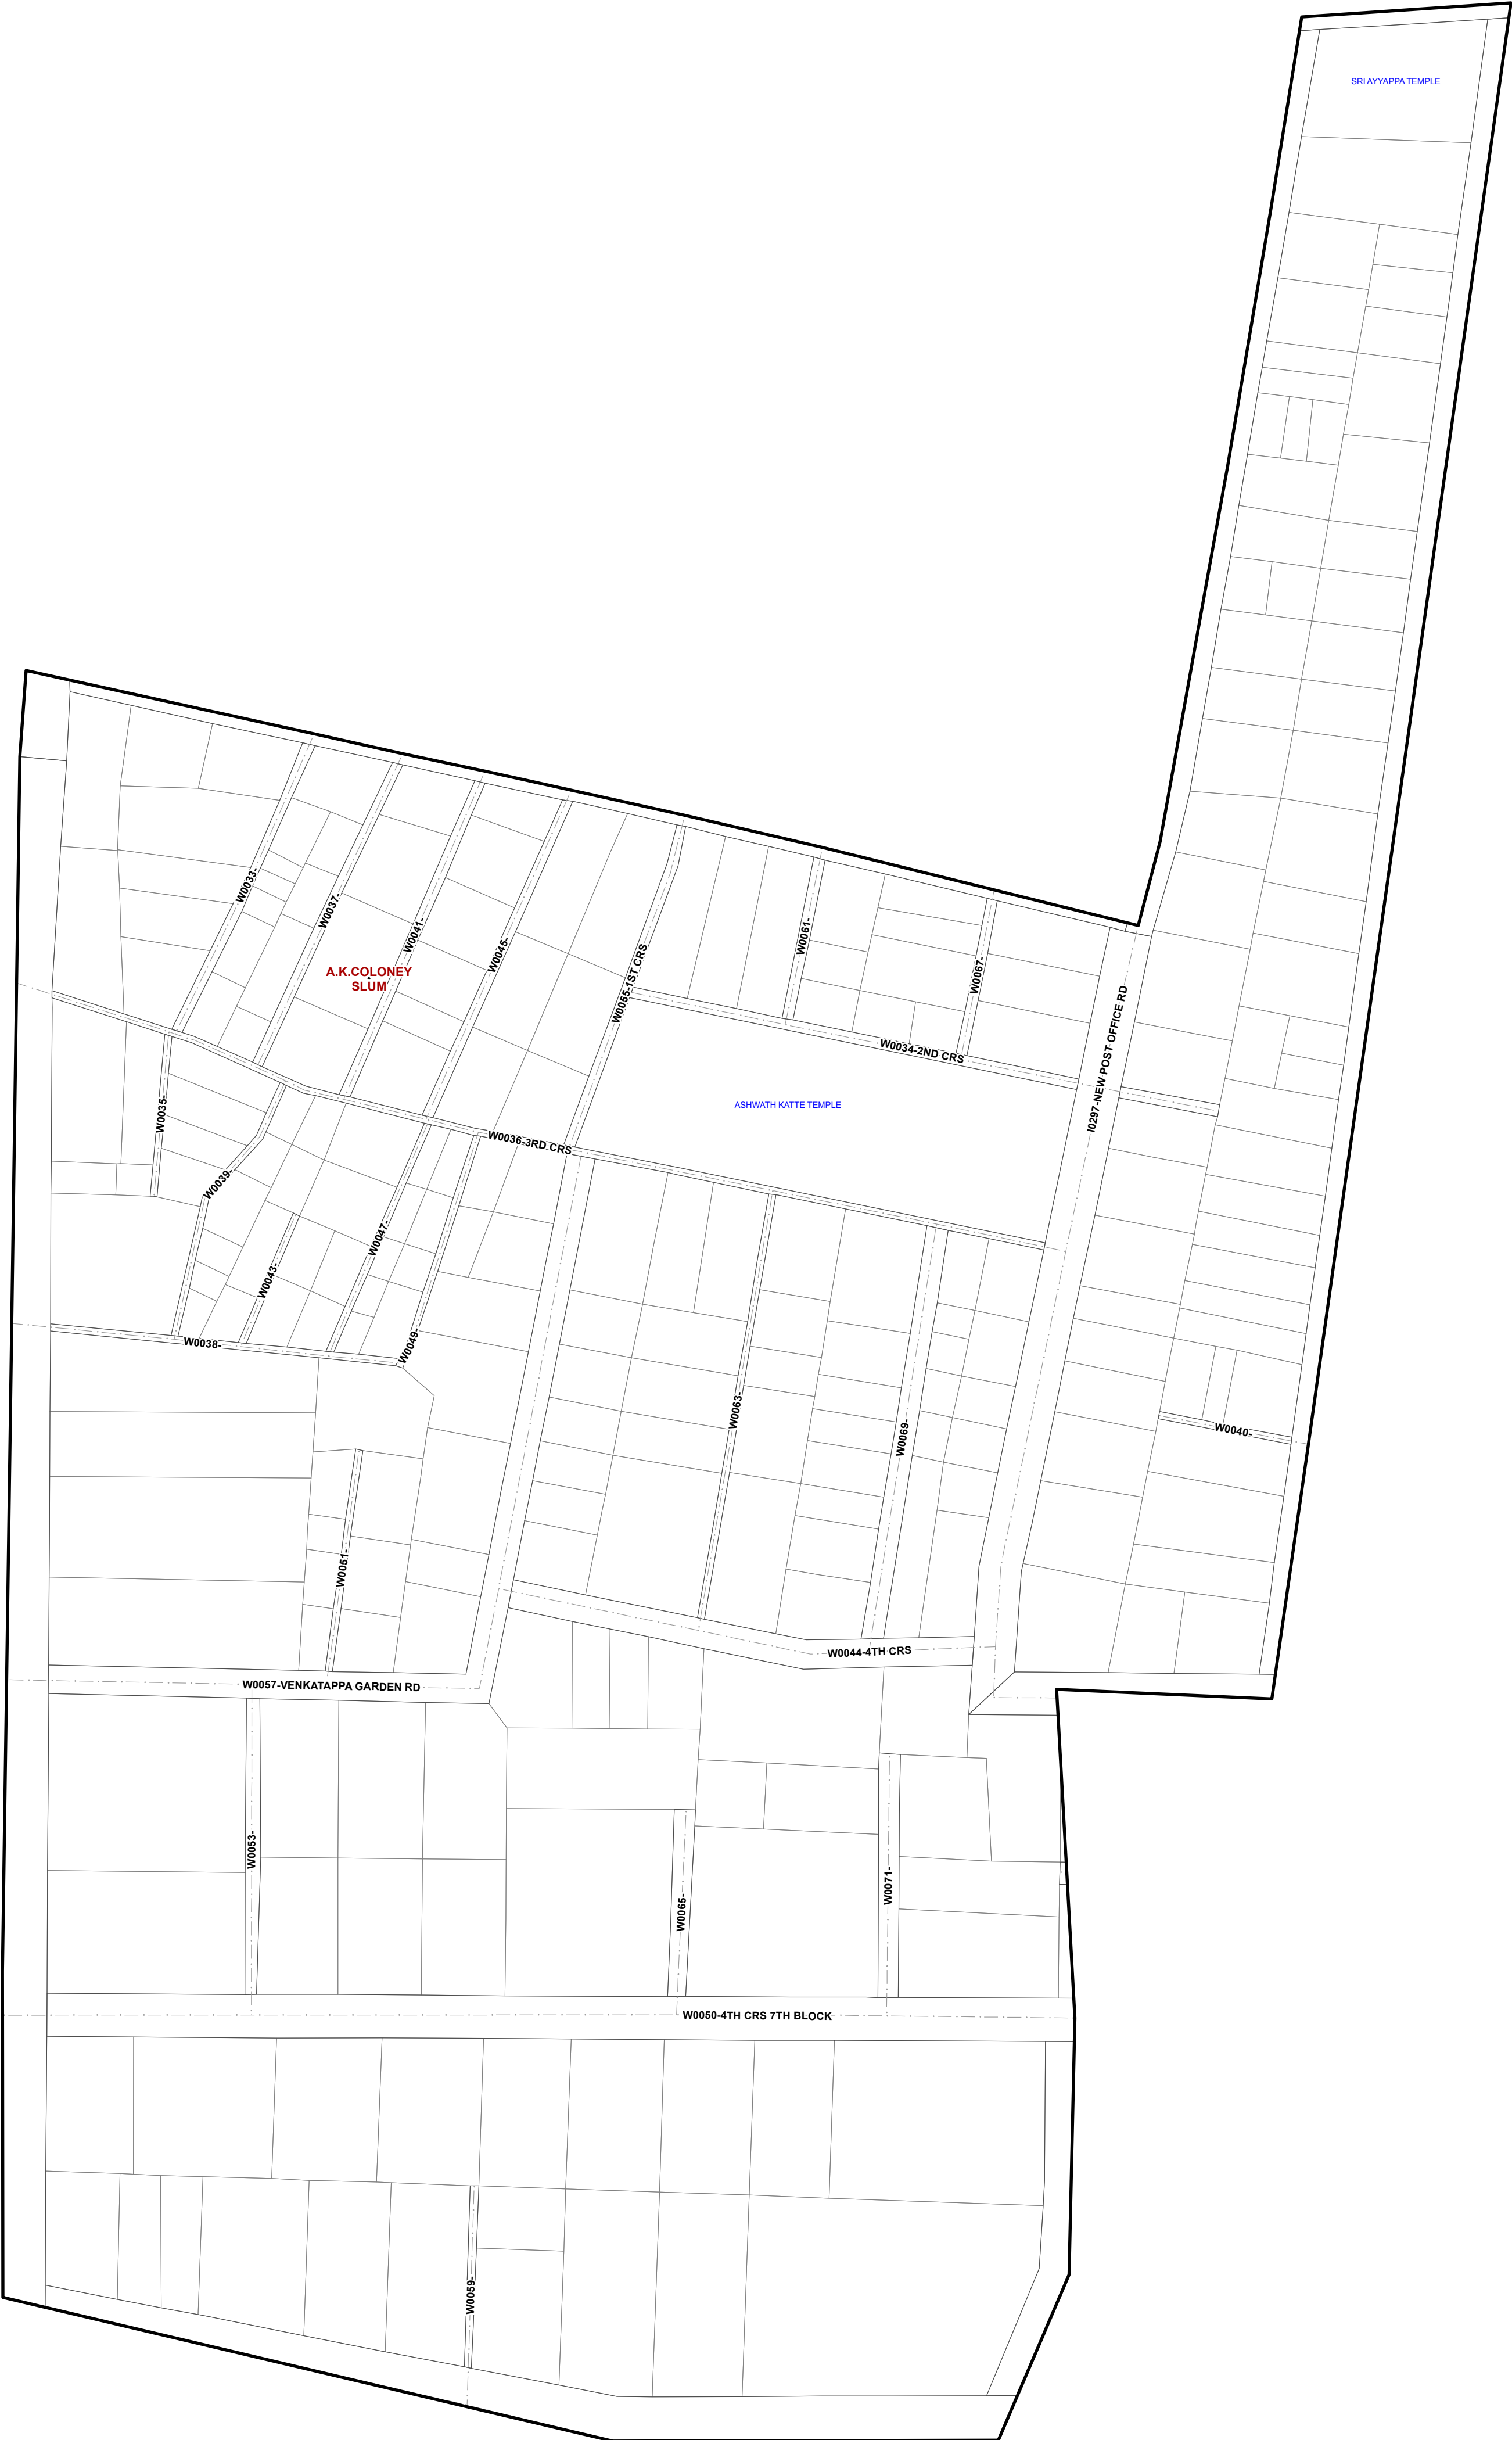 SRI AYYAPPA TEMPLE
W0033-
W0037-
W0041-
W0045-
W0061-
W0067-
A.K.COLONEY
SLUM
W0055-1ST CRS
I0297-NEW POST OFFICE RD
W0034-2ND CRS
ASHWATH KATTE TEMPLE
W0035-
W0036-3RD CRS
W0039-
W0047-
W0043-
W0038-
W0049-
W0063-
W0069-
W0040-
W0051-
W0044-4TH CRS
W0057-VENKATAPPA GARDEN RD
W0053-
W0071-
W0065-
W0050-4TH CRS 7TH BLOCK
W0059-